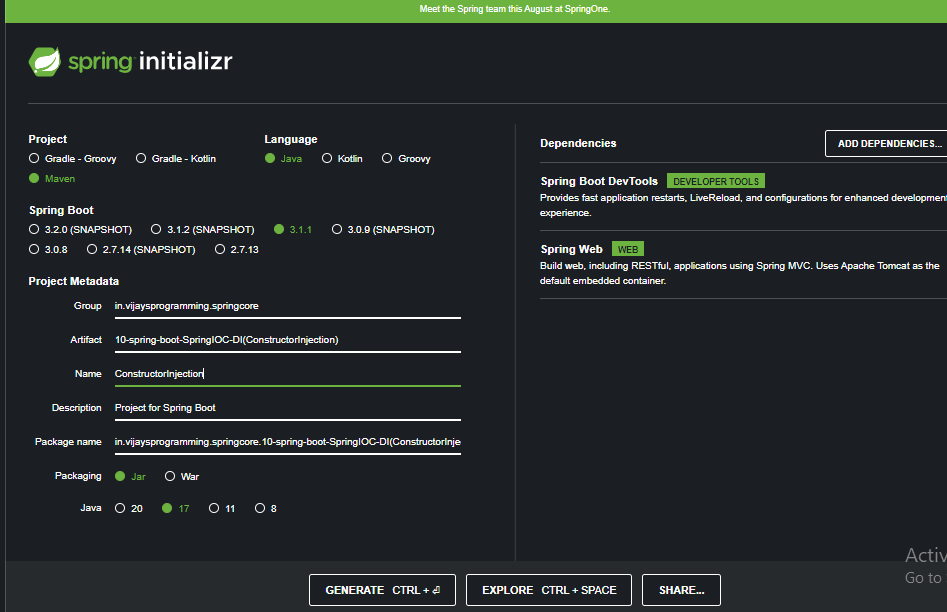 Meet the Spring team this August at SpringOne.
spring initializr
Project
Gradle - Groovy Gradle - Kotlin
Maven
Language
Java Kotlin Groovy
Spring Boot
3.2.0 (SNAPSHOT) 3.1.2 (SNAPSHOT) 3.1.1 3.0.9 (SNAPSHOT)
3.0.8 2.7.14 (SNAPSHOT) 2.7.13
Project Metadata
Group in.vijaysprogramming.springcore
Artifact 10-spring-boot-SpringIOC-DI(ConstructorInjection)
Name ConstructorInjection
Description Project for Spring Boot
Package name in.vijaysprogramming.springcore.10-spring-boot-SpringIOC-DI(ConstructorInje
Packaging Jar War
Java 20 17 11 8
Dependencies ADD DEPENDENCIES...
Spring Boot DevTools DEVELOPER TOOLS
Provides fast application restarts, LiveReload, and configurations for enhanced development
experience.
Spring Web WEB
Build web, including RESTful, applications using Spring MVC. Uses Apache Tomcat as the
default embedded container.
GENERATE CTRL + ⏎ EXPLORE CTRL + SPACE SHARE...
Activ
Go to